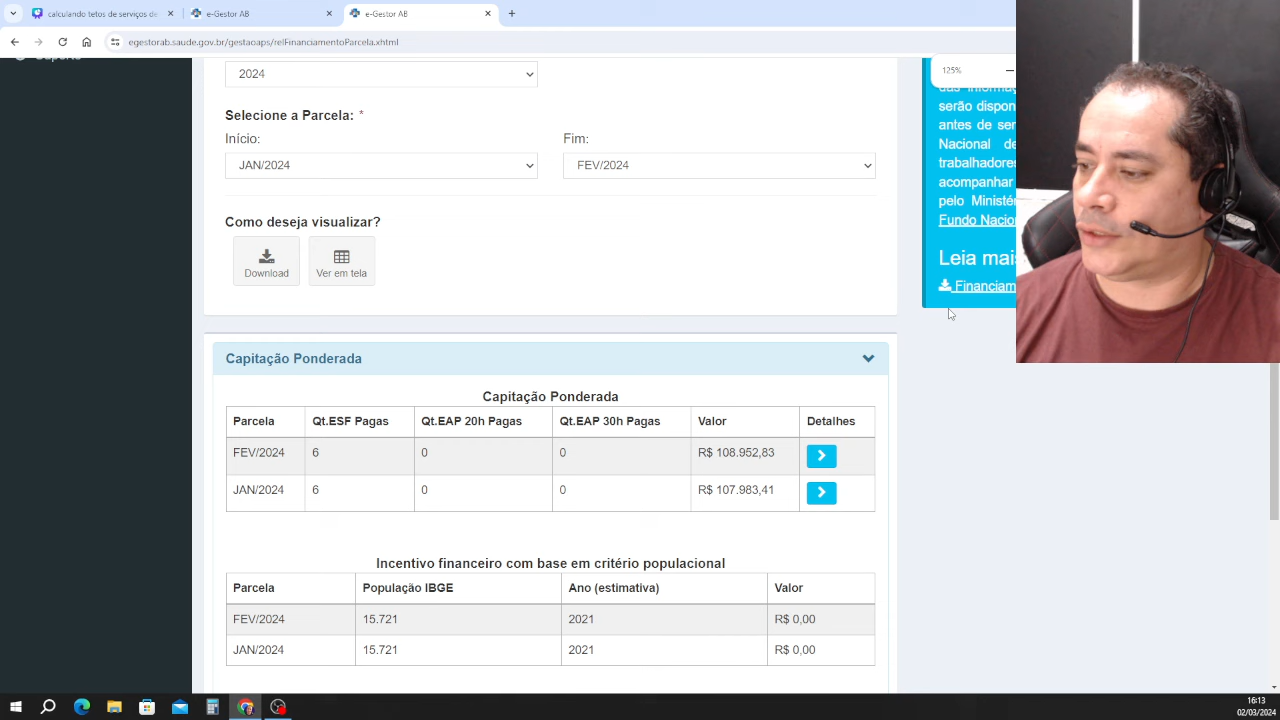 calculando tetos de serviços de
e-Gestor AB
e-Gestor AB
egestorab.saude.gov.br/gestaoaps/relFinanciamentoParcela.xhtml
125%
2024
Selecione a Parcela: *
Início:
Fim:
JAN/2024
FEV/2024
Como deseja visualizar?
Download
Ver em tela
das informaç
serão dispon
antes de ser
Nacional de
trabalhadores
acompanhar
pelo Ministér
Fundo Nacio
Leia mais
Financiam
Capitação Ponderada
Capitação Ponderada
Parcela Qt.ESF Pagas Qt.EAP 20h Pagas Qt.EAP 30h Pagas Valor Detalhes
FEV/2024 6 0 0 R$ 108.952,83
JAN/2024 6 0 0 R$ 107.983,41
Incentivo financeiro com base em critério populacional
Parcela População IBGE Ano (estimativa) Valor
FEV/2024 15.721 2021 R$ 0,00
JAN/2024 15.721 2021 R$ 0,00
16:13
02/03/2024